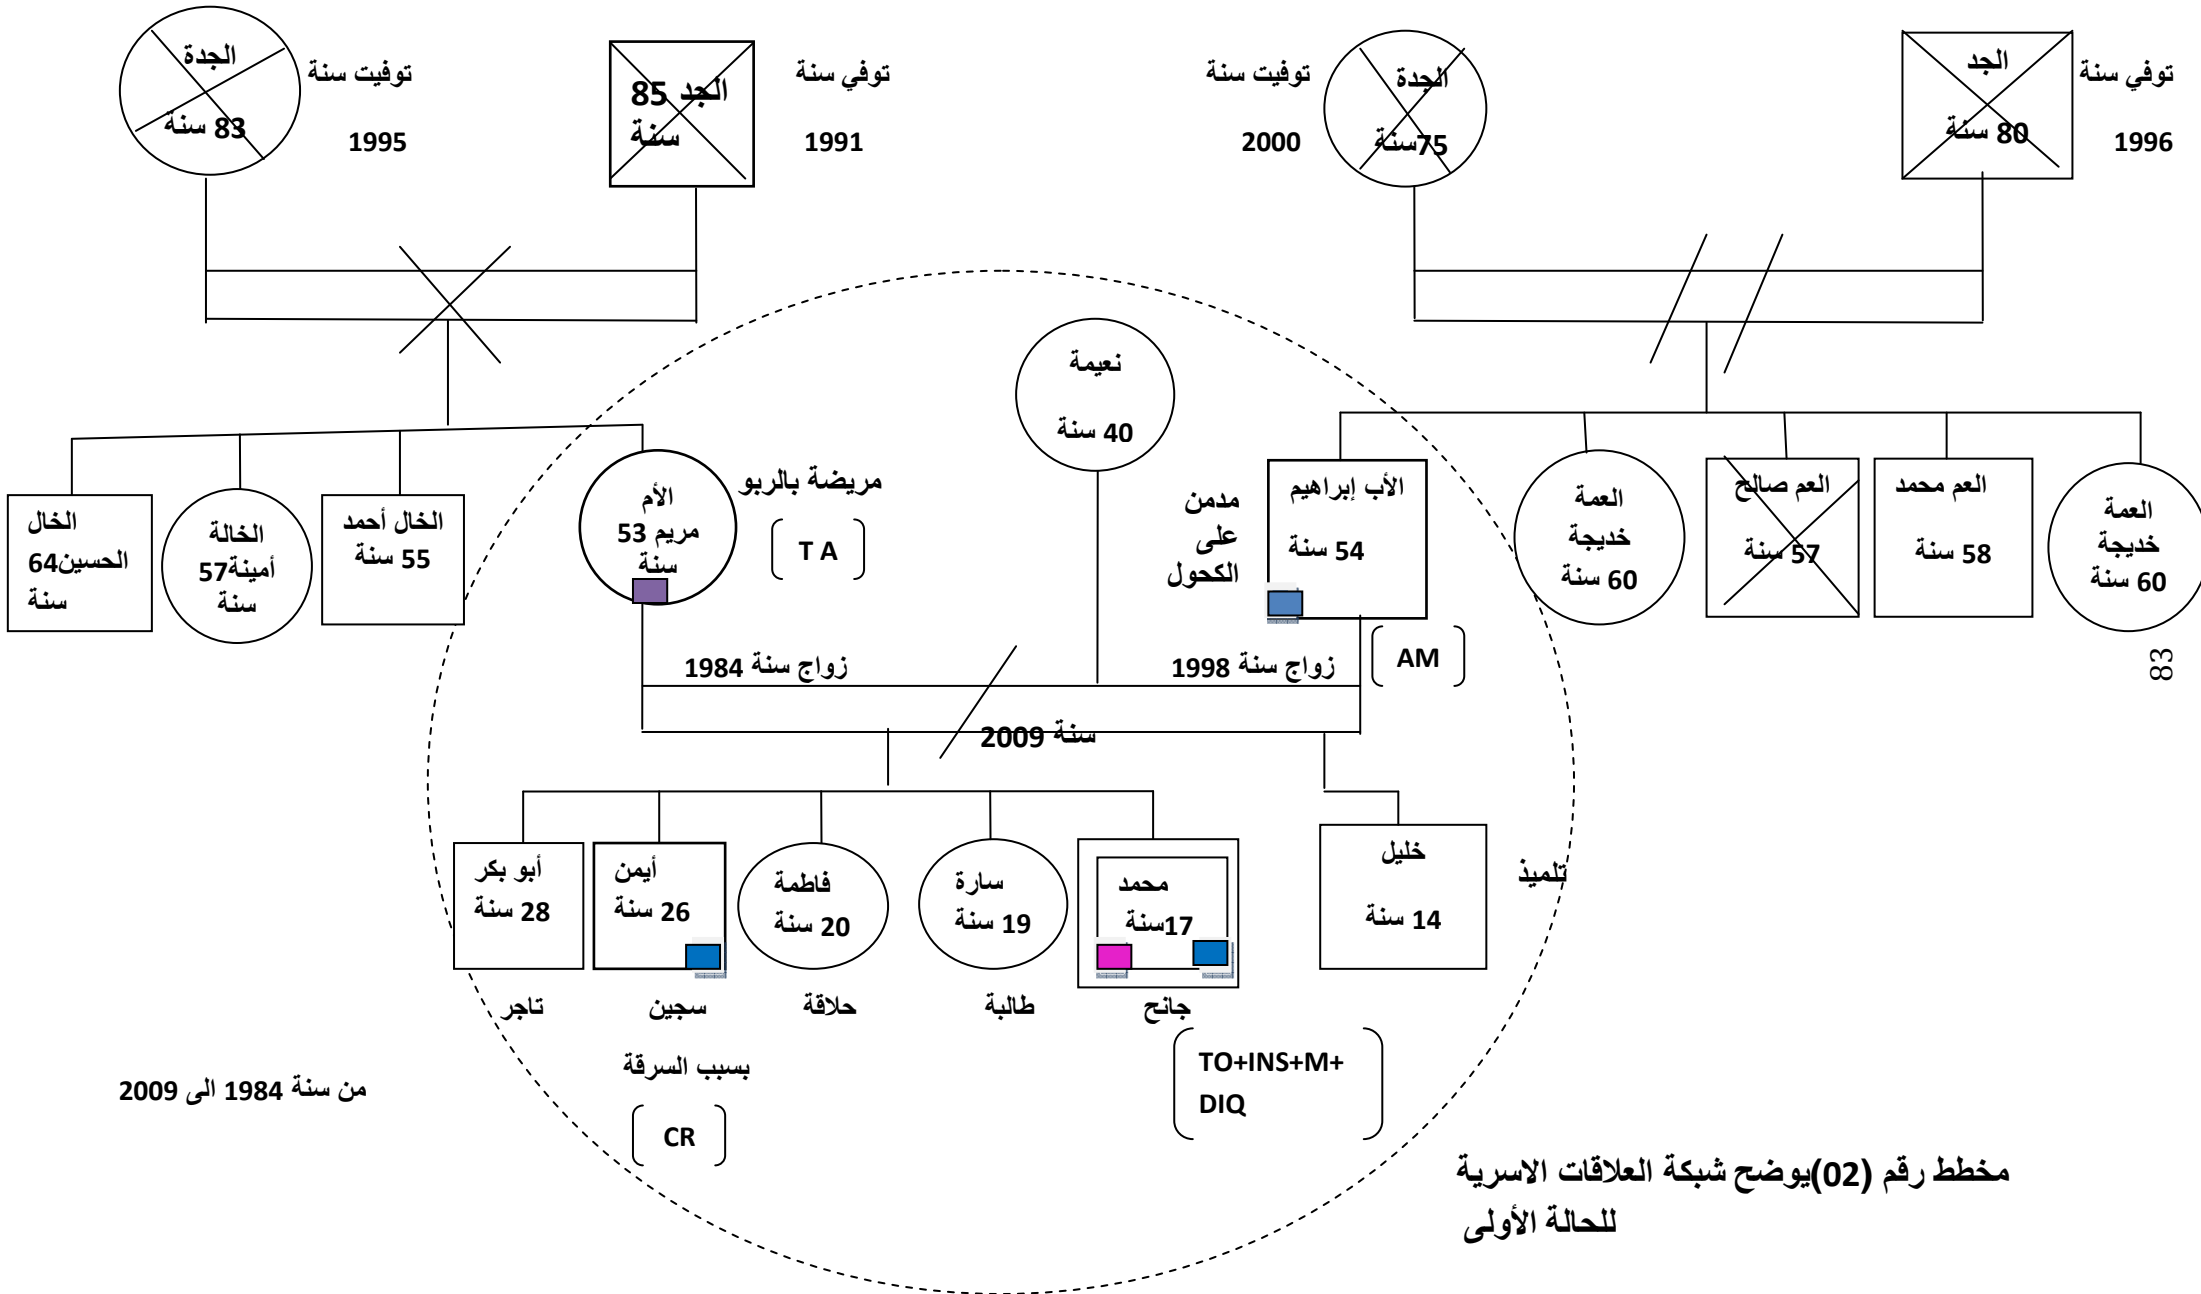 الجدة
83 سنة
توفيت سنة
1995
الجد 85
سنة
توفي سنة
1991
توفيت سنة
2000
الجدة
75سنة
الجد
80 سنة
توفي سنة
1996
نعيمة
40 سنة
الخال
الحسين64
سنة
الخالة
أمينة57
سنة
الخال أحمد
55 سنة
الأم
مريم 53
سنة
مريضة بالربو
T A
مدمن
على
الكحول
الأب إبراهيم
54 سنة
AM
العمة
خديجة
60 سنة
العم صالح
57 سنة
العم محمد
58 سنة
العمة
خديجة
60 سنة
83
زواج سنة 1984
زواج سنة 1998
سنة 2009
أبو بكر
28 سنة
تاجر
أيمن
26 سنة
سجين
بسبب السرقة
CR
فاطمة
20 سنة
حلاقة
سارة
19 سنة
طالبة
محمد
17سنة
جانح
TO+INS+M+
DIQ
خليل
14 سنة
تلميذ
من سنة 1984 الى 2009
مخطط رقم (02)يوضح شبكة العلاقات الاسرية
للحالة الأولى